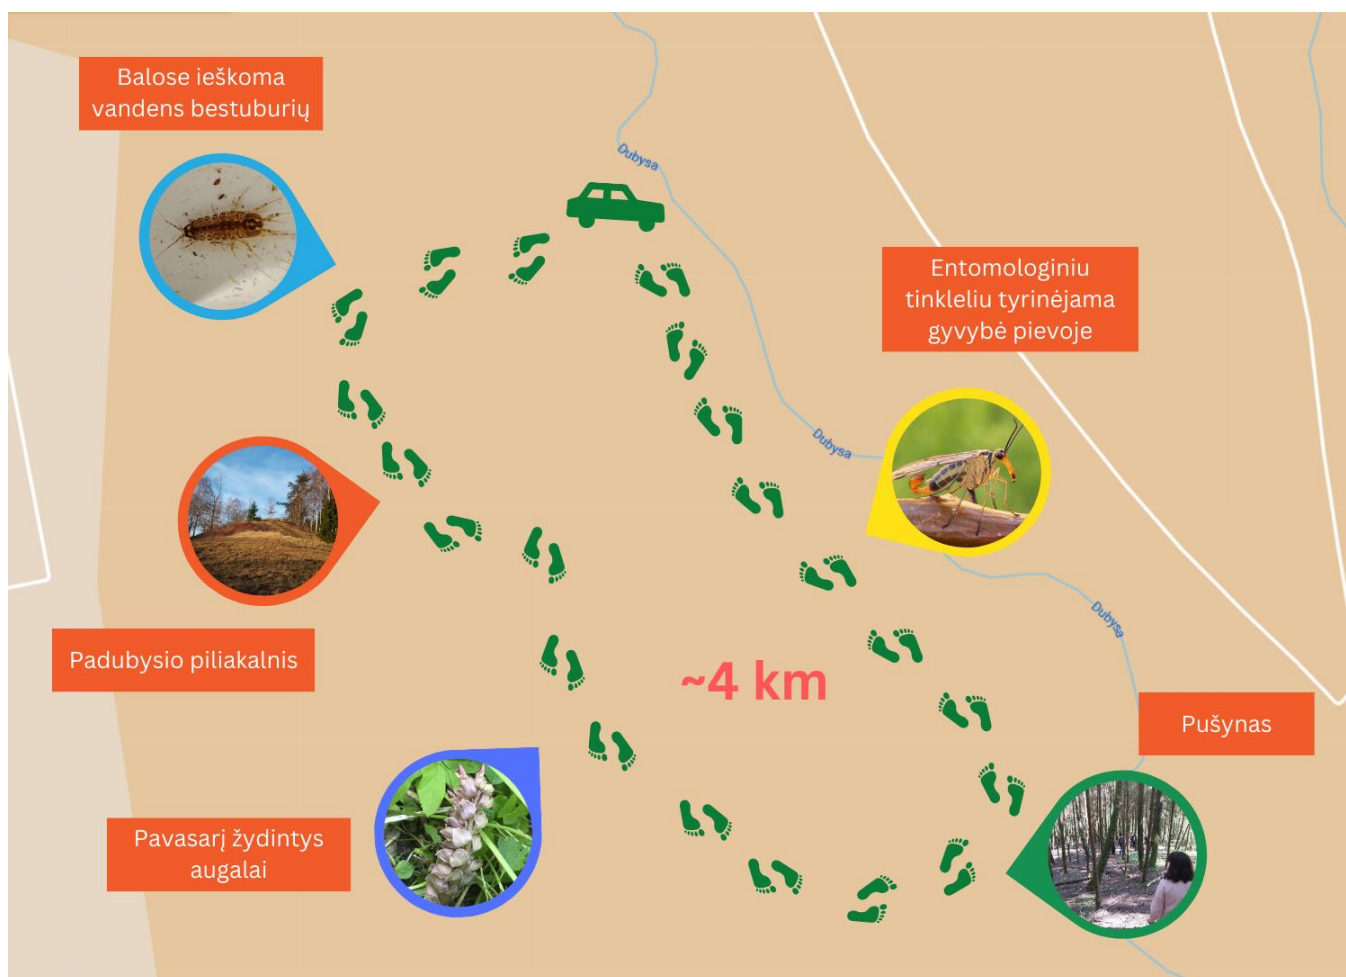 Balose ieškoma
vandens bestuburių
Dubysa
Entomologiniu
tinkleliu tyrinėjama
gyvybė pievoje
Dubysa
Dubysa
Padubysio piliakalnis
~4 km
Pušynas
Pavasarį žydintys
augalai